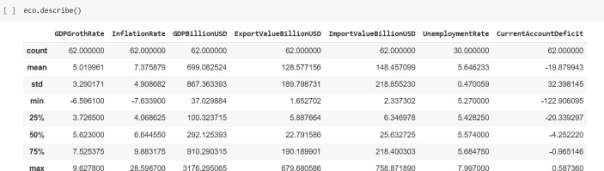 [ ] eco.describe()
GDPGrothRate InflationRate GDPBillionUSD ExportValueBillionUSD ImportValueBillionUSD UnemploymentRate CurrentAccountDeficit
count 62.000000 62.000000 62.000000 62.000000 62.000000 30.000000 62.000000
mean 5.019961 7.375879 699.082524 128.577156 148.457099 5.646233 -19.879943
std 3.290171 4.908682 867.363393 189.798731 218.855230 0.470059 32.398145
min -6.596100 -7.633900 37.029884 1.652702 2.337302 5.270000 -122.906095
25% 3.726500 4.068625 100.323715 5.887664 6.346978 5.428250 -20.339297
50% 5.623000 6.644550 292.125393 22.791586 25.632725 5.574000 -4.252220
75% 7.525375 9.883175 910.290315 190.189901 218.400303 5.684750 -0.965146
max 9.627800 28.598700 3176.295065 679.680586 758.871890 7.997000 0.587360